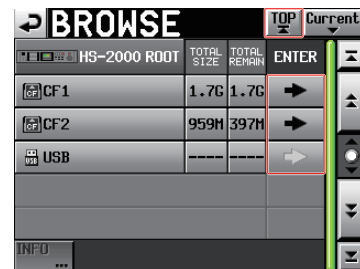 BROWSE TOP Current
HS-2000 ROOT TOTAL SIZE TOTAL REMAIN ENTER
CF1 1.7G 1.7G
CF2 959M 397M
USB ---- ----
INFO ...